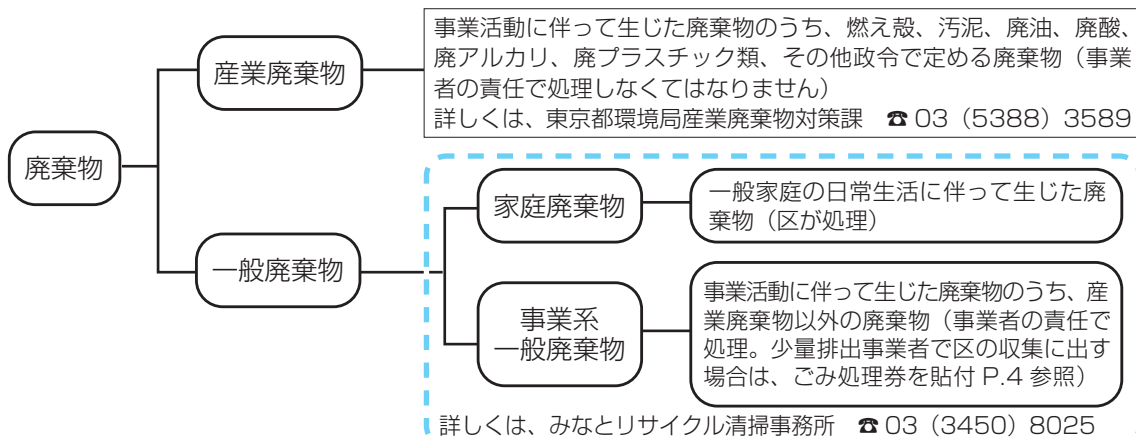 事業活動に伴って生じた廃棄物のうち、燃え殻、汚泥、廃油、廃酸、
廃アルカリ、廃プラスチック類、その他政令で定める廃棄物（事業
者の責任で処理しなくてはなりません）
詳しくは、東京都環境局産業廃棄物対策課 ☎ 03（5388）3589
産業廃棄物
廃棄物
家庭廃棄物
一般家庭の日常生活に伴って生じた廃
棄物（区が処理）
一般廃棄物
事業系
一般廃棄物
事業活動に伴って生じた廃棄物のうち、産
業廃棄物以外の廃棄物（事業者の責任で
処理。少量排出事業者で区の収集に出す
場合は、ごみ処理券を貼付 P.4 参照）
詳しくは、みなとリサイクル清掃事務所 ☎ 03（3450）8025